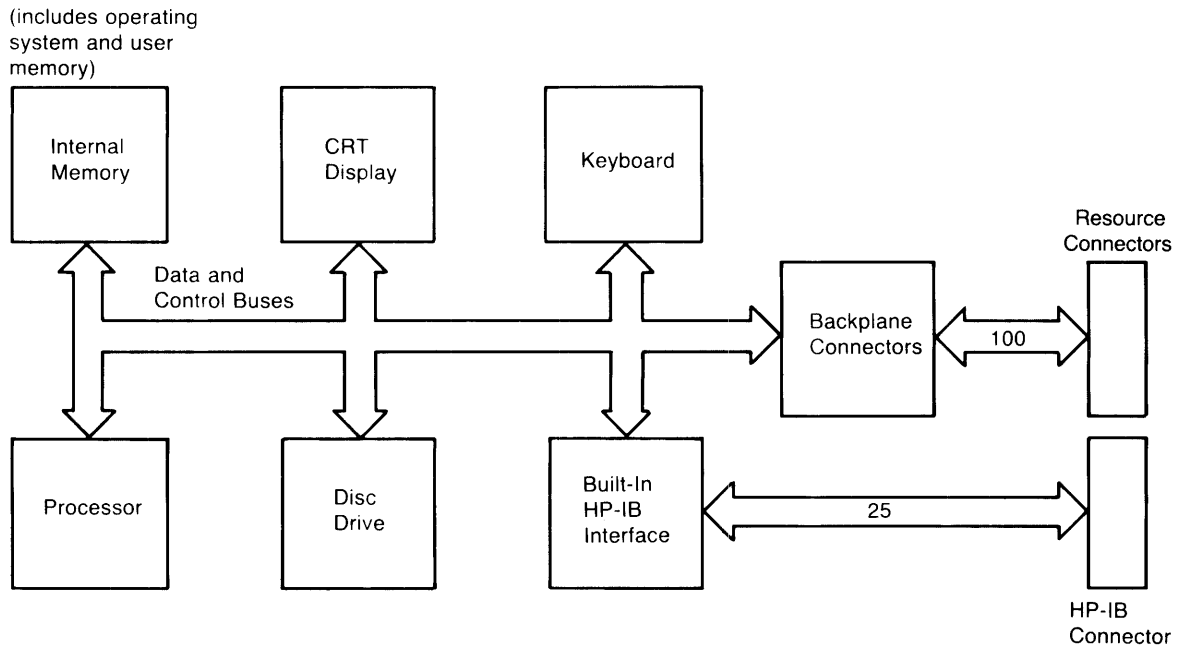 (includes operating
system and user
memory)
Internal
Memory
CRT
Display
Keyboard
Resource
Connectors
Data and
Control Buses
Backplane
Connectors
100
Processor
Disc
Drive
Built-In
HP-IB
Interface
25
HP-IB
Connector